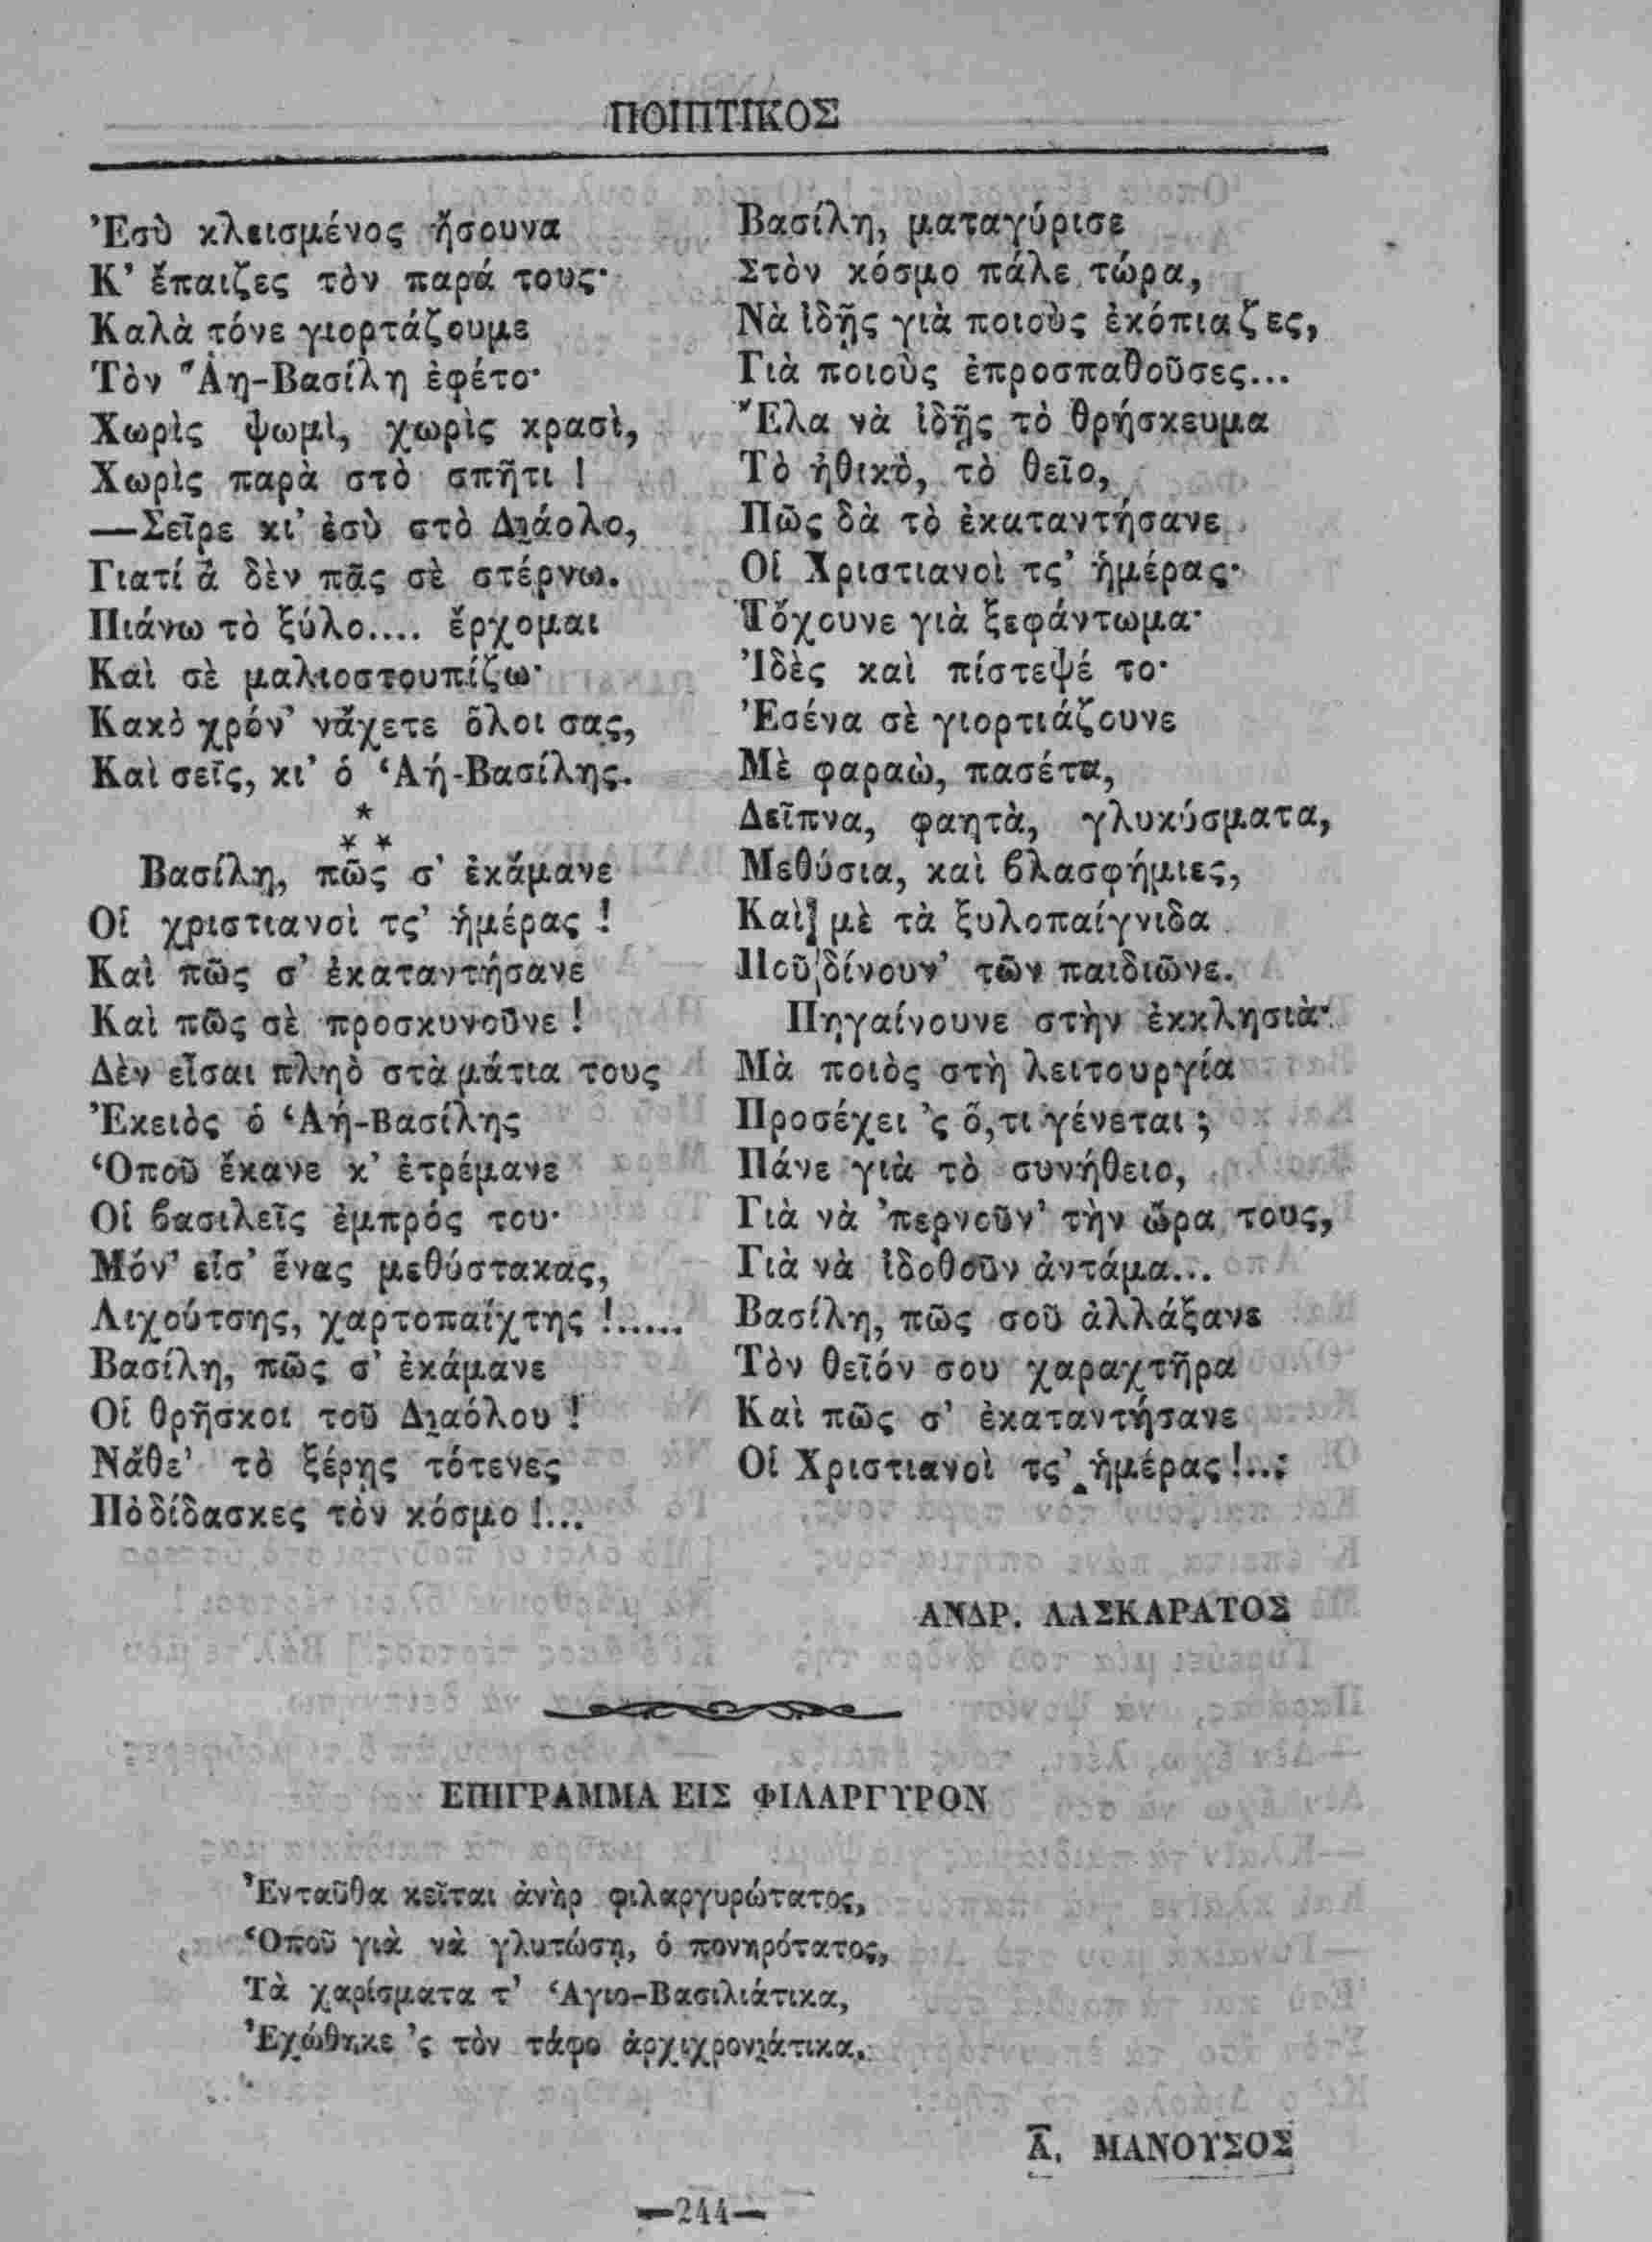 ΠΟΙΗΤΙΚΟΣ
Ἐσὺ κλεισμένος ἤσουνα
Κ' ἔπαιζες τὸν παρά τους·
Καλὰ τόνε γιορτάζουμε
Τὸν Ἅη-Βασίλη ἐφέτο·
Χωρὶς ψωμὶ, χωρὶς κρασὶ,
Χωρὶς παρὰ στὸ σπῆτι !
—Σεῖρε κι' ἐσὺ στὸ Διάολο,
Γιατί ἂ δὲν πᾶς σὲ στέρνω.
Πιάνω τὸ ξύλο.... ἔρχομαι
Καὶ σὲ μαλιοστουπίζω·
Κακὸ χρόν' νἄχετε ὅλοι σας,
Καὶ σεῖς, κι' ὁ Ἁή-Βασίλης.
*
* *
Βασίλη, πῶς σ' ἐκάμανε
Οἱ χριστιανοὶ τς' ἡμέρας !
Καὶ πῶς σ' ἐκαταντήσανε
Καὶ πῶς σὲ προσκυνοῦνε !
Δὲν εἶσαι πληὸ στὰ μάτια τους
Ἐκειὸς ὁ Ἁή-Βασίλης
Ὁποῦ ἔκανε κ' ἐτρέμανε
Οἱ βασιλεῖς ἐμπρός του·
Μόν' εἶσ' ἕνας μεθύστακας,
Λιχούτσης, χαρτοπαίχτης !.....
Βασίλη, πῶς σ' ἐκάμανε
Οἱ θρῆσκοι τοῦ Διαόλου !
Νἄθε' τὸ ξέρῃς τότενες
Πὸδίδασκες τὸν κόσμο !...
Βασίλη, ματαγύρισε
Στὸν κόσμο πάλε τώρα,
Νὰ ἰδῇς γιὰ ποιοὺς ἐκόπιαζες,
Γιὰ ποιοὺς ἐπροσπαθοῦσες...
Ἔλα νὰ ἰδῇς τὸ θρήσκευμα
Τὸ ἠθικὸ, τὸ θεῖο,
Πῶς δὰ τὸ ἐκαταντήσανε
Οἱ Χριστιανοὶ τς' ἡμέρας·
Τὄχουνε γιὰ ξεφάντωμα·
Ἰδὲς καὶ πίστεψέ το·
Ἐσένα σὲ γιορτιάζουνε
Μὲ φαραὼ, πασέτα,
Δεῖπνα, φαητὰ, γλυκύσματα,
Μεθύσια, καὶ βλασφήμιες,
Καὶ μὲ τὰ ξυλοπαίγνιδα
Ποῦ δίνουν' τῶν παιδιῶνε.
Πηγαίνουνε στὴν ἐκκλησιὰ·
Μὰ ποιὸς στὴ λειτουργία
Προσέχει 'ς ὅ,τι γένεται ;
Πάνε γιὰ τὸ συνήθειο,
Γιὰ νὰ 'περνοῦν' τὴν ὥρα τους,
Γιὰ νὰ ἰδοθοῦν ἀντάμα...
Βασίλη, πῶς σοῦ ἀλλάξανε
Τὸν θεῖόν σου χαραχτῆρα
Καὶ πῶς σ' ἐκαταντήσανε
Οἱ Χριστιανοὶ τς' ἡμέρας !..;
ΑΝΔΡ. ΛΑΣΚΑΡΑΤΟΣ
ΕΠΙΓΡΑΜΜΑ ΕΙΣ ΦΙΛΑΡΓΥΡΟΝ
Ἐνταῦθα κεῖται ἀνὴρ φιλαργυρώτατος,
Ὁποῦ γιὰ νὰ γλυτώσῃ, ὁ πονηρότατος,
Τὰ χαρίσματα τ' Ἁγιο-Βασιλιάτικα,
Ἐχώθηκε 'ς τὸν τάφο ἀρχιχρονιάτικα.
Α. ΜΑΝΟΥΣΟΣ
—244—